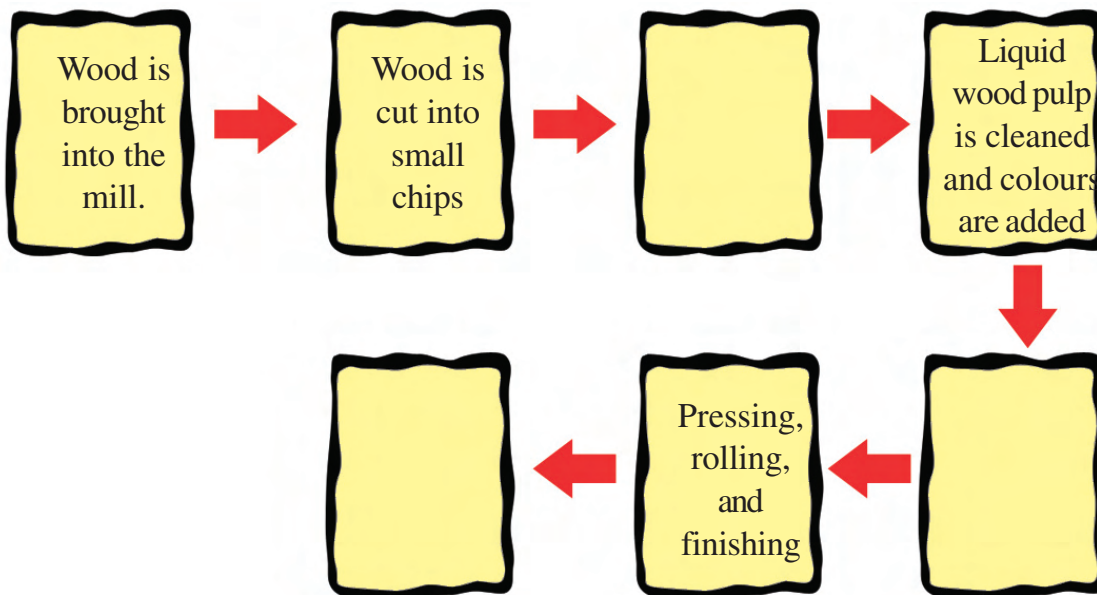 Wood is
brought
into the
mill.
Wood is
cut into
small
chips
Liquid
wood pulp
is cleaned
and colours
are added
Pressing,
rolling,
and
finishing